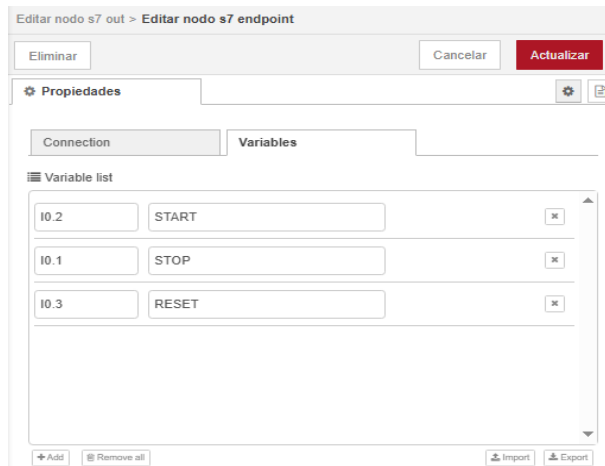 Editar nodo s7 out > Editar nodo s7 endpoint
Eliminar Cancelar Actualizar
Propiedades
Connection Variables
Variable list
I0.2 START
I0.1 STOP
I0.3 RESET
+Add Remove all Import Export